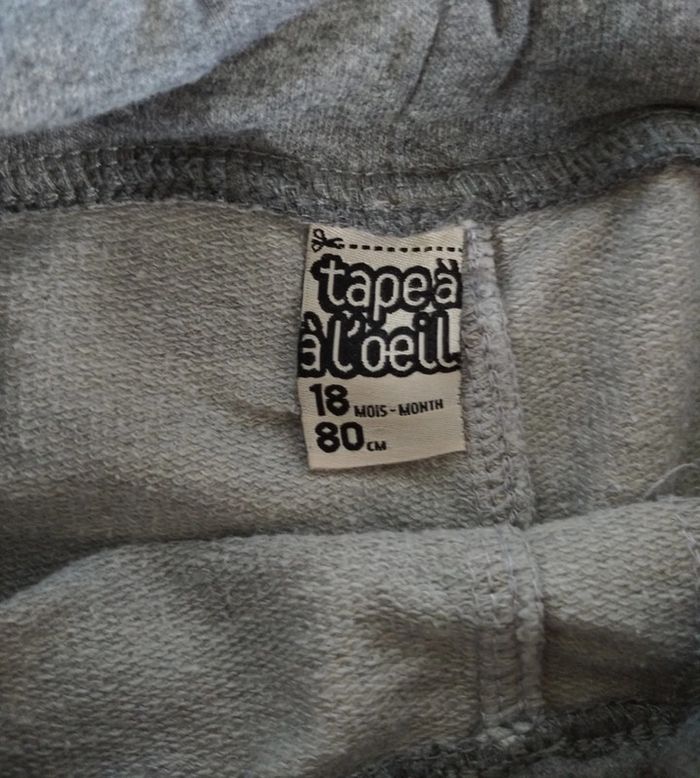 tape à
à l'oeil
18 MOIS - MONTH
80 CM